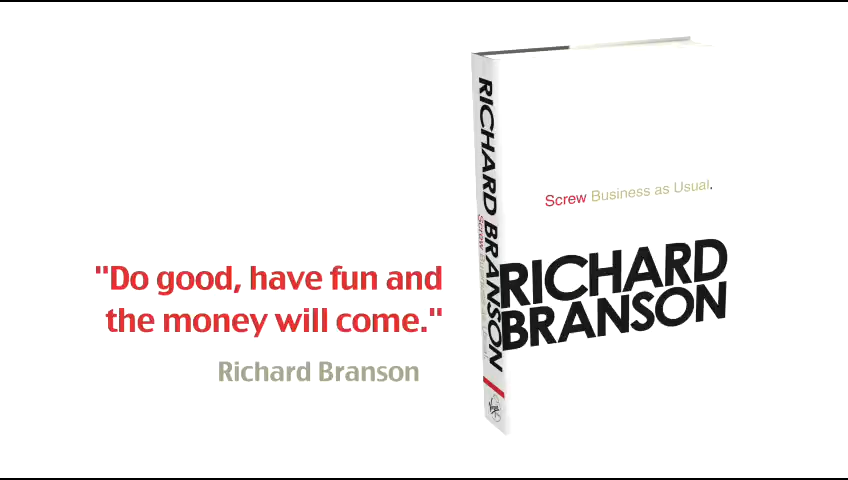 "Do good, have fun and
the money will come."
Richard Branson
RICHARD BRANSON
Screw Business as Usual.
RICHARD
BRANSON